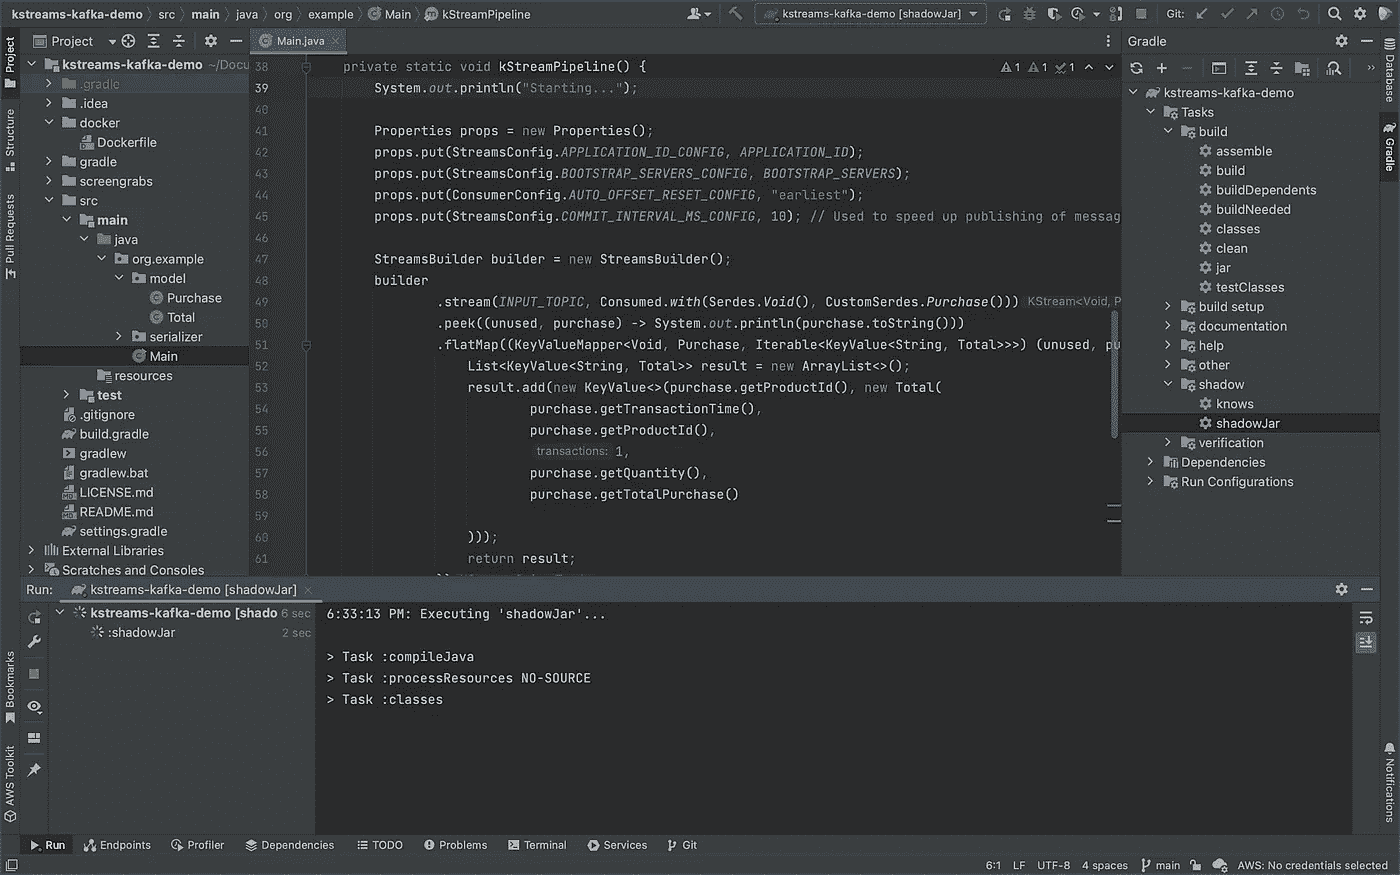 kstreams-kafka-demo src main java org example Main kStreamPipeline kstreams-kafka-demo [shadowJar] Git:
Project
Main.java
Gradle
Project
Structure
Pull Requests
Bookmarks
AWS Toolkit
kstreams-kafka-demo ~/Docu
.gradle
.idea
docker
Dockerfile
gradle
screengrabs
src
main
java
org.example
model
Purchase
Total
serializer
Main
resources
test
.gitignore
build.gradle
gradlew
gradlew.bat
LICENSE.md
README.md
settings.gradle
External Libraries
Scratches and Consoles
1 1 1
38 private static void kStreamPipeline() {
39 System.out.println("Starting...");
40
41 Properties props = new Properties();
42 props.put(StreamsConfig.APPLICATION_ID_CONFIG, APPLICATION_ID);
43 props.put(StreamsConfig.BOOTSTRAP_SERVERS_CONFIG, BOOTSTRAP_SERVERS);
44 props.put(ConsumerConfig.AUTO_OFFSET_RESET_CONFIG, "earliest");
45 props.put(StreamsConfig.COMMIT_INTERVAL_MS_CONFIG, 10); // Used to speed up publishing of messag
46
47 StreamsBuilder builder = new StreamsBuilder();
48 builder
49 .stream(INPUT_TOPIC, Consumed.with(Serdes.Void(), CustomSerdes.Purchase())) KStream<Void, P
50 .peek((unused, purchase) -> System.out.println(purchase.toString()))
51 .flatMap((KeyValueMapper<Void, Purchase, Iterable<KeyValue<String, Total>>>) (unused, pu
52 List<KeyValue<String, Total>> result = new ArrayList<>();
53 result.add(new KeyValue<>(purchase.getProductId(), new Total(
54 purchase.getTransactionTime(),
55 purchase.getProductId(),
56 transactions: 1,
57 purchase.getQuantity(),
58 purchase.getTotalPurchase()
59
60 )));
61 return result;
kstreams-kafka-demo
Tasks
build
assemble
build
buildDependents
buildNeeded
classes
clean
jar
testClasses
build setup
documentation
help
other
shadow
knows
shadowJar
verification
Dependencies
Run Configurations
Database
Gradle
Notifications
Run: kstreams-kafka-demo [shadowJar]
kstreams-kafka-demo [shado 6 sec
:shadowJar 2 sec
6:33:13 PM: Executing 'shadowJar'...
> Task :compileJava
> Task :processResources NO-SOURCE
> Task :classes
Run Endpoints Profiler Dependencies TODO Problems Terminal Services Git
6:1 LF UTF-8 4 spaces main AWS: No credentials selected